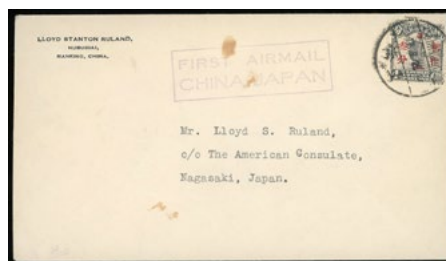 LLOYD STANTON RULAND,
NANKING, CHINA.
FIRST AIRMAIL
CHINA-JAPAN
Mr. Lloyd S. Ruland,
c/o The American Consulate,
Nagasaki, Japan.